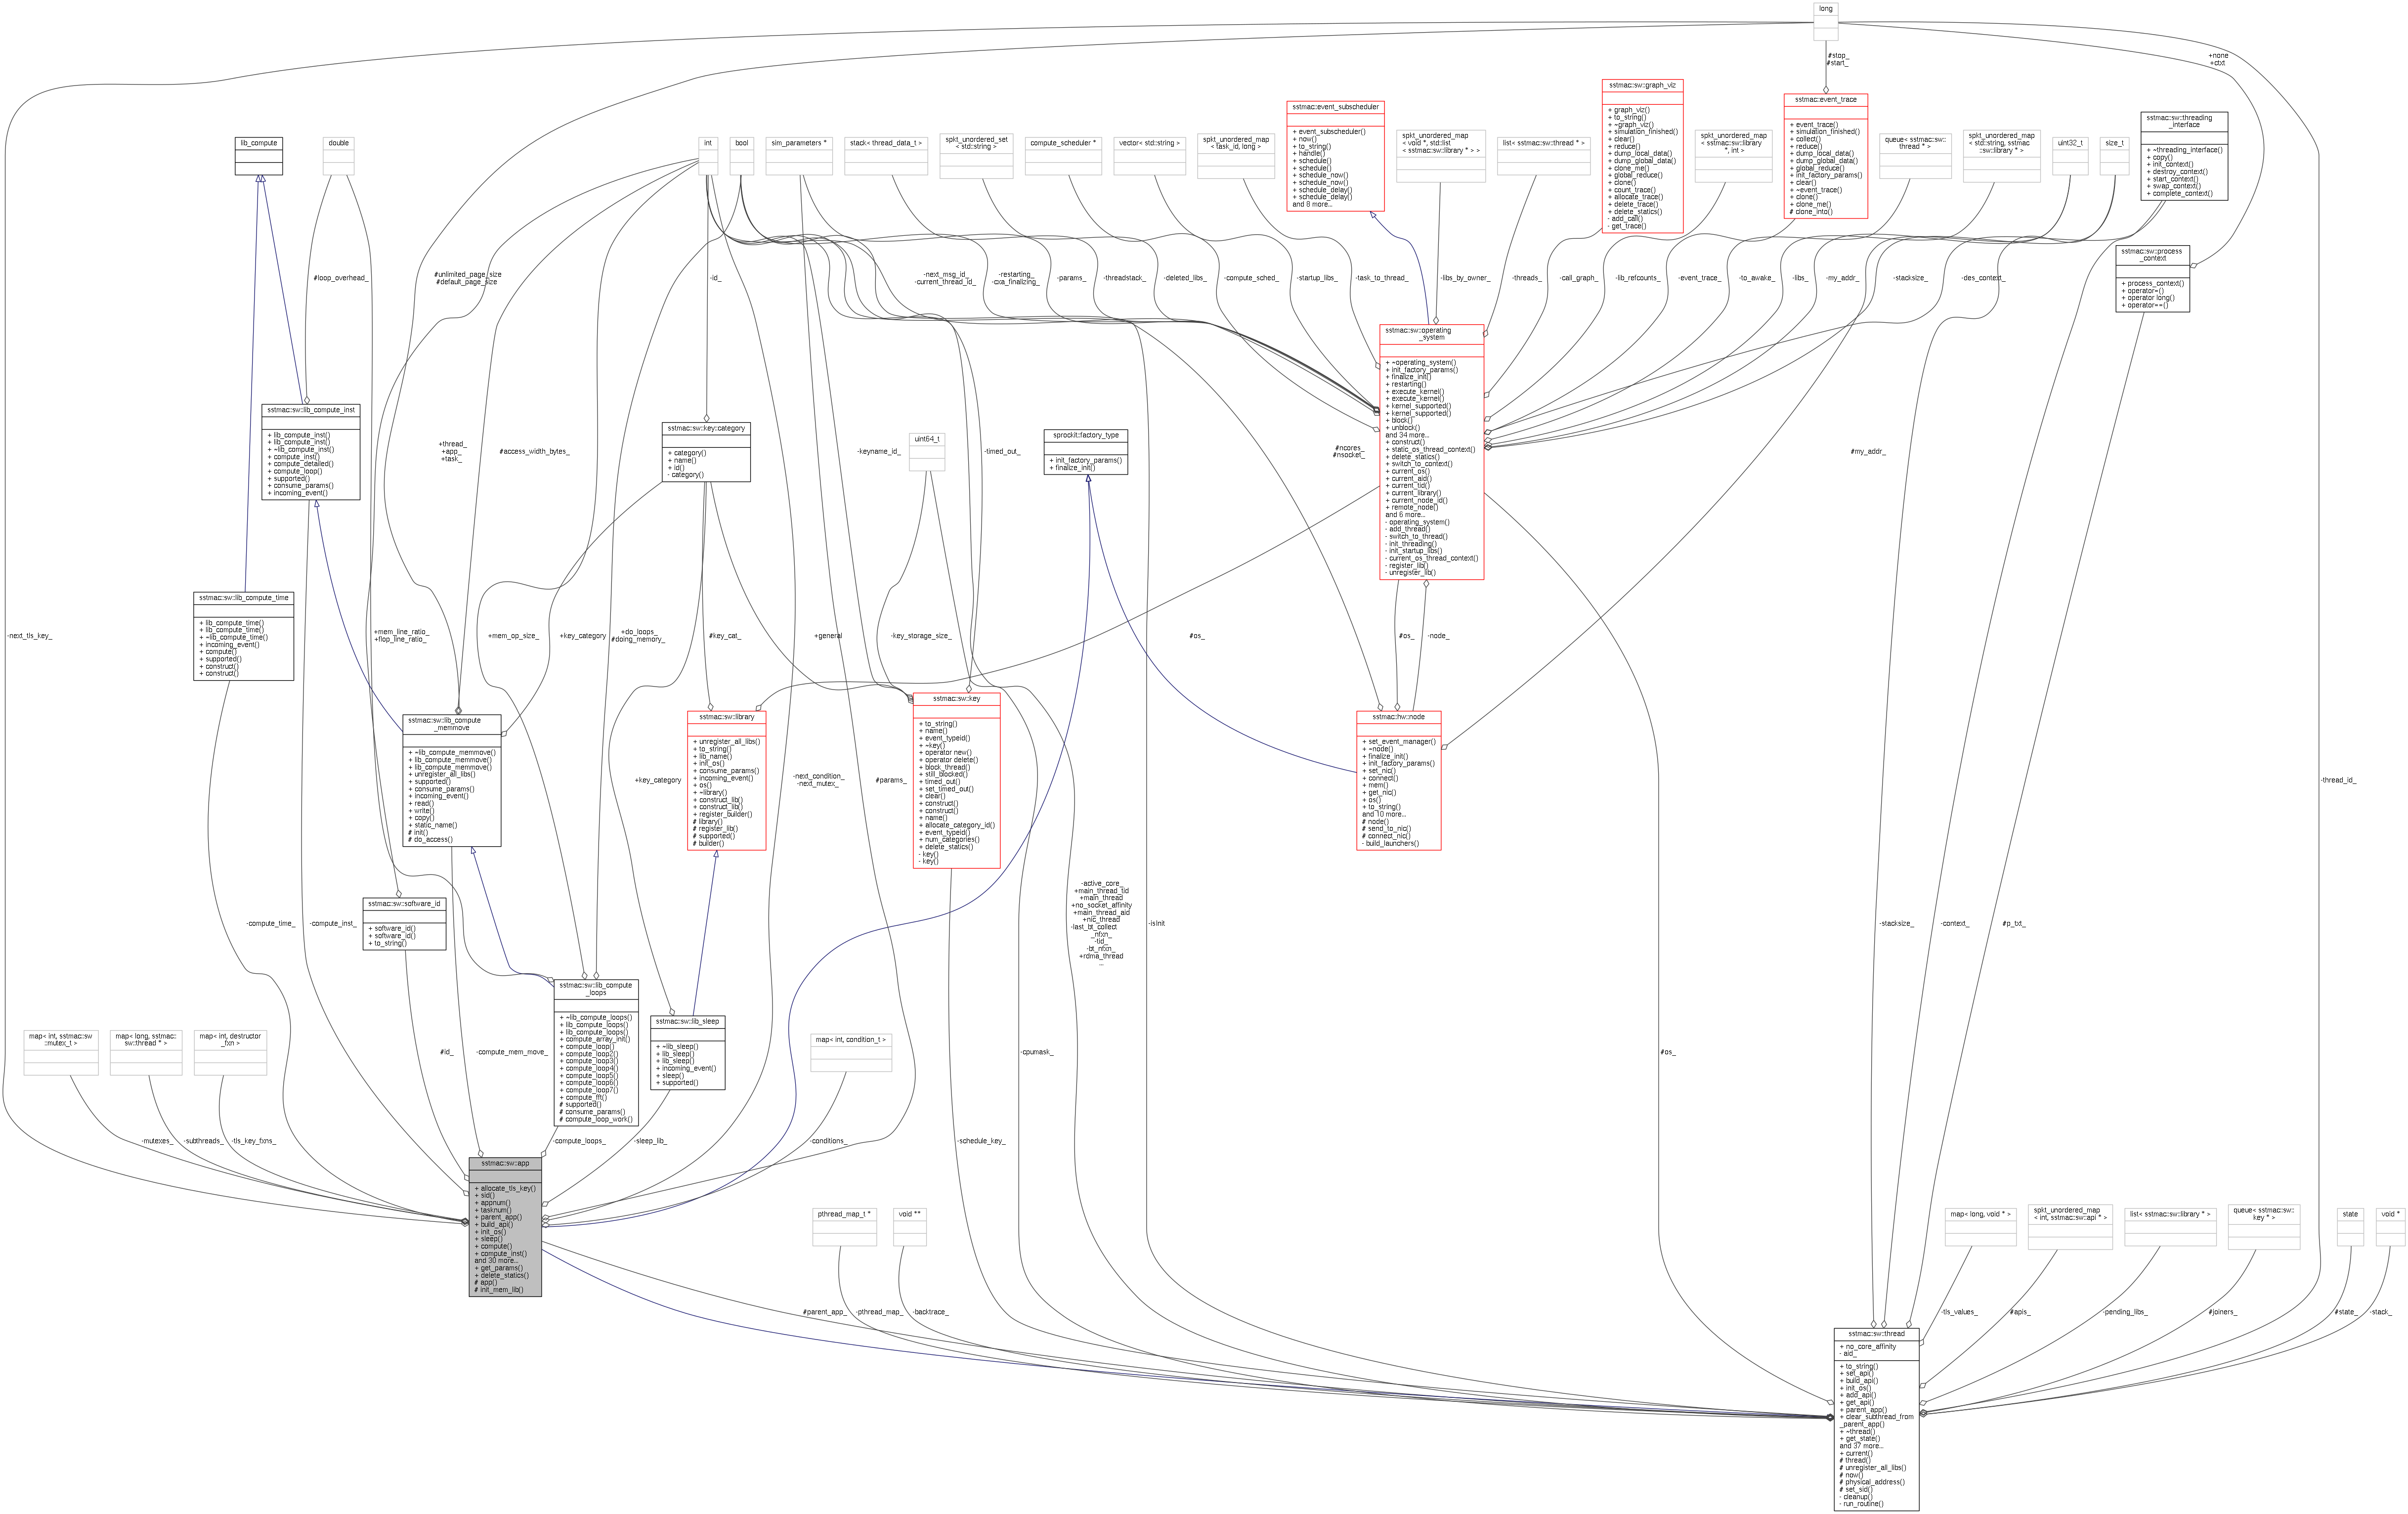 long
#stop_
#start_
+none
+ctxt
sstmac::sw::graph_viz
+ graph_viz()
+ to_string()
+ ~graph_viz()
+ simulation_finished()
+ clear()
+ reduce()
+ dump_local_data()
+ dump_global_data()
+ clone_me()
+ global_reduce()
+ clone()
+ count_trace()
+ allocate_trace()
+ delete_trace()
+ delete_statics()
- add_call()
- get_trace()
sstmac::event_trace
+ event_trace()
+ simulation_finished()
+ collect()
+ reduce()
+ dump_local_data()
+ dump_global_data()
+ global_reduce()
+ init_factory_params()
+ clear()
+ ~event_trace()
+ clone()
+ clone()
+ clone_me()
# clone_into()
sstmac::event_subscheduler
+ event_subscheduler()
+ now()
+ to_string()
+ handle()
+ schedule()
+ schedule()
+ schedule_now()
+ schedule_now()
+ schedule_delay()
+ schedule_delay()
and 8 more...
sstmac::sw::threading
_interface
+ ~threading_interface()
+ copy()
+ init_context()
+ destroy_context()
+ start_context()
+ swap_context()
+ complete_context()
lib_compute
double
int
bool
sim_parameters *
stack< thread_data_t >
spkt_unordered_set
< std::string >
compute_scheduler *
vector< std::string >
spkt_unordered_map
< task_id, long >
spkt_unordered_map
< void *, std::list
< sstmac::sw::library * > >
list< sstmac::sw::thread * >
spkt_unordered_map
< sstmac::sw::library
*, int >
queue< sstmac::sw::
thread * >
spkt_unordered_map
< std::string, sstmac
::sw::library * >
uint32_t
size_t
sstmac::sw::process
_context
+ process_context()
+ operator=()
+ operator long()
+ operator==()
#loop_overhead_
#unlimited_page_size
#default_page_size
-id_
-next_msg_id_
-current_thread_id_
-restarting_
-cxa_finalizing_
-params_
-threadstack_
-deleted_libs_
-compute_sched_
-startup_libs_
-task_to_thread_
-libs_by_owner_
-threads_
-call_graph_
-lib_refcounts_
-event_trace_
-to_awake_
-libs_
-my_addr_
-stacksize_
-des_context_
sstmac::sw::operating
_system
+ ~operating_system()
+ init_factory_params()
+ finalize_init()
+ restarting()
+ execute_kernel()
+ execute_kernel()
+ kernel_supported()
+ kernel_supported()
+ block()
+ unblock()
and 34 more...
+ construct()
+ static_os_thread_context()
+ delete_statics()
+ switch_to_context()
+ current_os()
+ current_aid()
+ current_tid()
+ current_library()
+ current_node_id()
+ remote_node()
and 6 more...
- operating_system()
- add_thread()
- switch_to_thread()
- init_threading()
- init_startup_libs()
- current_os_thread_context()
- register_lib()
- unregister_lib()
sstmac::sw::lib_compute_inst
+ lib_compute_inst()
+ lib_compute_inst()
+ ~lib_compute_inst()
+ compute_inst()
+ compute_detailed()
+ compute_loop()
+ supported()
+ consume_params()
+ incoming_event()
+thread_
+app_
+task_
#access_width_bytes_
sstmac::sw::key:category
+ category()
+ name()
+ id()
- category()
-keyname_id_
uint64_t
-timed_out_
sprockit::factory_type
+ init_factory_params()
+ finalize_init()
#ncores_
#nsocket_
#my_addr_
sstmac::sw::lib_compute_time
+ lib_compute_time()
+ lib_compute_time()
+ ~lib_compute_time()
+ incoming_event()
+ compute()
+ supported()
+ construct()
+ construct()
-next_tls_key_
+mem_line_ratio_
+flop_line_ratio_
+mem_op_size_
+key_category
+do_loops_
#doing_memory_
#key_cat_
+general
-key_storage_size_
#os_
#os_
-node_
sstmac::sw::lib_compute
_memmove
+ ~lib_compute_memmove()
+ lib_compute_memmove()
+ lib_compute_memmove()
+ unregister_all_libs()
+ supported()
+ consume_params()
+ incoming_event()
+ read()
+ write()
+ copy()
+ static_name()
# init()
# do_access()
sstmac::sw::library
+ unregister_all_libs()
+ to_string()
+ lib_name()
+ init_os()
+ consume_params()
+ incoming_event()
+ os()
+ ~library()
+ construct_lib()
+ construct_lib()
+ register_builder()
# library()
# register_lib()
# supported()
# builder()
sstmac::sw::key
+ to_string()
+ name()
+ event_typeid()
+ ~key()
+ operator new()
+ operator delete()
+ block_thread()
+ still_blocked()
+ timed_out()
+ set_timed_out()
+ clear()
+ construct()
+ construct()
+ name()
+ allocate_category_id()
+ event_typeid()
+ num_categories()
+ delete_statics()
- key()
- key()
sstmac::hw::node
+ set_event_manager()
+ ~node()
+ finalize_init()
+ init_factory_params()
+ set_nic()
+ connect()
+ mem()
+ get_nic()
+ os()
+ to_string()
and 10 more...
# node()
# send_to_nic()
# connect_nic()
- build_launchers()
+key_category
-next_condition_
-next_mutex_
#params_
-thread_id_
sstmac::sw::software_id
+ software_id()
+ software_id()
+ to_string()
-compute_time_
-compute_inst_
-active_core_
+main_thread_tid
+main_thread
+no_socket_affinity
+main_thread_aid
+nic_thread
-last_bt_collect
_nfxn_
-tid_
-bt_nfxn_
+rdma_thread
...
-isInit
-stacksize_
-context_
#p_txt_
sstmac::sw::lib_compute
_loops
+ ~lib_compute_loops()
+ lib_compute_loops()
+ lib_compute_loops()
+ compute_array_init()
+ compute_loop()
+ compute_loop2()
+ compute_loop3()
+ compute_loop4()
+ compute_loop5()
+ compute_loop6()
+ compute_loop7()
+ compute_fft()
# supported()
# consume_params()
# compute_loop_work()
sstmac::sw::lib_sleep
+ ~lib_sleep()
+ lib_sleep()
+ lib_sleep()
+ incoming_event()
+ sleep()
+ supported()
map< int, sstmac::sw
::mutex_t >
map< long, sstmac::
sw::thread * >
map< int, destructor
_fxn >
map< int, condition_t >
#id_
-compute_mem_move_
-cpumask_
#os_
-mutexes_
-subthreads_
-tls_key_fxns_
-compute_loops_
-sleep_lib_
-conditions_
-schedule_key_
sstmac::sw::app
+ allocate_tls_key()
+ sid()
+ appnum()
+ tasknum()
+ parent_app()
+ build_api()
+ init_os()
+ sleep()
+ compute()
+ compute_inst()
and 30 more...
+ get_params()
+ delete_statics()
# app()
# init_mem_lib()
pthread_map_t *
void **
map< long, void * >
spkt_unordered_map
< int, sstmac::sw::api * >
list< sstmac::sw::library * >
queue< sstmac::sw::
key * >
state
void *
#parent_app_
-pthread_map_
-backtrace_
-tls_values_
#apis_
-pending_libs_
#joiners_
#state_
-stack_
sstmac::sw::thread
+ no_core_affinity
- aid_
+ to_string()
+ set_api()
+ build_api()
+ init_os()
+ add_api()
+ get_api()
+ parent_app()
+ clear_subthread_from
_parent_app()
+ ~thread()
+ get_state()
and 37 more...
+ current()
# thread()
# unregister_all_libs()
# now()
# physical_address()
# set_sid()
- cleanup()
- run_routine()